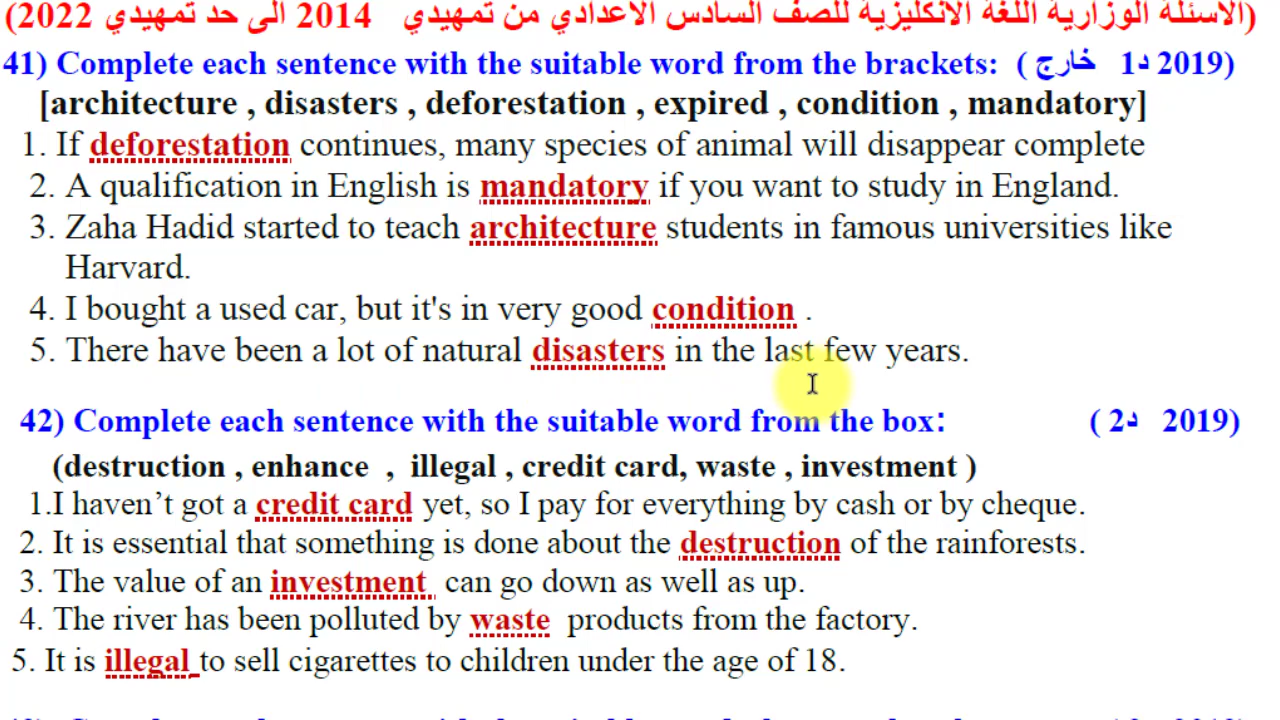 (الاسئلة الوزارية اللغة الانكليزية للصف السادس الاعدادي من تمهيدي 2014 الى حد تمهيدي 2022)
41) Complete each sentence with the suitable word from the brackets: ( 2019 د1 خارج )
[architecture , disasters , deforestation , expired , condition , mandatory]
1. If deforestation continues, many species of animal will disappear complete
2. A qualification in English is mandatory if you want to study in England.
3. Zaha Hadid started to teach architecture students in famous universities like
Harvard.
4. I bought a used car, but it's in very good condition .
5. There have been a lot of natural disasters in the last few years.
42) Complete each sentence with the suitable word from the box: ( 2019 د2 )
(destruction , enhance , illegal , credit card, waste , investment )
1.I haven’t got a credit card yet, so I pay for everything by cash or by cheque.
2. It is essential that something is done about the destruction of the rainforests.
3. The value of an investment can go down as well as up.
4. The river has been polluted by waste products from the factory.
5. It is illegal to sell cigarettes to children under the age of 18.